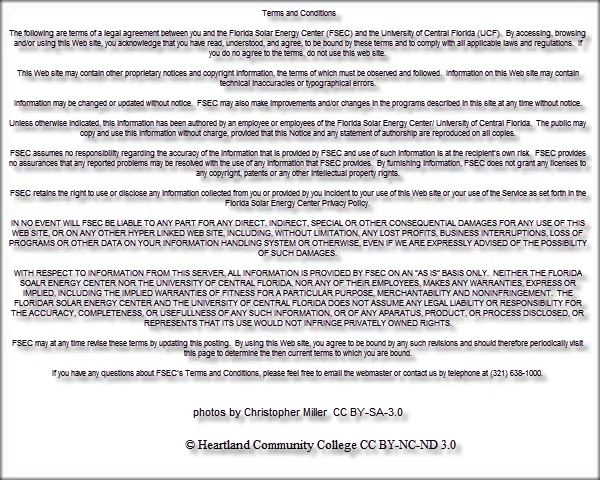 Terms and Conditions
The following are terms of a legal agreement between you and the Florida Solar Energy Center (FSEC) and the University of Central Florida (UCF). By accessing, browsing
and/or using this Web site, you acknowledge that you have read, understood, and agree, to be bound by these terms and to comply with all applicable laws and regulations. If
you do no agree to the terms, do not use this web site.
This Web site may contain other proprietary notices and copyright information, the terms of which must be observed and followed. Information on this Web site may contain
technical inaccuracies or typographical errors.
Information may be changed or updated without notice. FSEC may also make improvements and/or changes in the programs described in this site at any time without notice.
Unless otherwise indicated, this information has been authored by an employee or employees of the Florida Solar Energy Center/ University of Central Florida. The public may
copy and use this information without charge, provided that this Notice and any statement of authorship are reproduced on all copies.
FSEC assumes no responsibility regarding the accuracy of the information that is provided by FSEC and use of such information is at the recipient's own risk. FSEC provides
no assurances that any reported problems may be resolved with the use of any information that FSEC provides. By furnishing information, FSEC does not grant any licenses to
any copyright, patents or any other intellectual property rights.
FSEC retains the right to use or disclose any information collected from you or provided by you incident to your use of this Web site or your use of the Service as set forth in the
Florida Solar Energy Center Privacy Policy.
IN NO EVENT WILL FSEC BE LIABLE TO ANY PART FOR ANY DIRECT, INDIRECT, SPECIAL OR OTHER CONSEQUENTIAL DAMAGES FOR ANY USE OF THIS
WEB SITE, OR ON ANY OTHER HYPER LINKED WEB SITE, INCLUDING, WITHOUT LIMITATION, ANY LOST PROFITS, BUSINESS INTERRUPTIONS, LOSS OF
PROGRAMS OR OTHER DATA ON YOUR INFORMATION HANDLING SYSTEM OR OTHERWISE, EVEN IF WE ARE EXPRESSLY ADVISED OF THE POSSIBILITY
OF SUCH DAMAGES.
WITH RESPECT TO INFORMATION FROM THIS SERVER, ALL INFORMATION IS PROVIDED BY FSEC ON AN "AS IS" BASIS ONLY. NEITHER THE FLORIDA
SOALR ENERGY CENTER NOR THE UNIVERSITY OF CENTRAL FLORIDA, NOR ANY OF THEIR EMPLOYEES, MAKES ANY WARRANTIES, EXPRESS OR
IMPLIED, INCLUDING THE IMPLIED WARRANTIES OF FITNESS FOR A PARTICULAR PURPOSE, MERCHANTABILITY AND NONINFRINGEMENT. THE
FLORIDAR SOLAR ENERGY CENTER AND THE UNIVERSITY OF CENTRAL FLORIDA DOES NOT ASSUME ANY LEGAL LIABILITY OR RESPONSIBILITY FOR
THE ACCURACY, COMPLETENESS, OR USEFULLNESS OF ANY SUCH INFORMATION, OR OF ANY APARATUS, PRODUCT, OR PROCESS DISCLOSED, OR
REPRESENTS THAT ITS USE WOULD NOT INFRINGE PRIVATELY OWNED RIGHTS.
FSEC may at any time revise these terms by updating this posting. By using this Web site, you agree to be bound by any such revisions and should therefore periodically visit
this page to determine the then current terms to which you are bound.
If you have any questions about FSEC's Terms and Conditions, please feel free to email the webmaster or contact us by telephone at (321) 638-1000.
photos by Christopher Miller CC BY-SA-3.0
© Heartland Community College CC BY-NC-ND 3.0